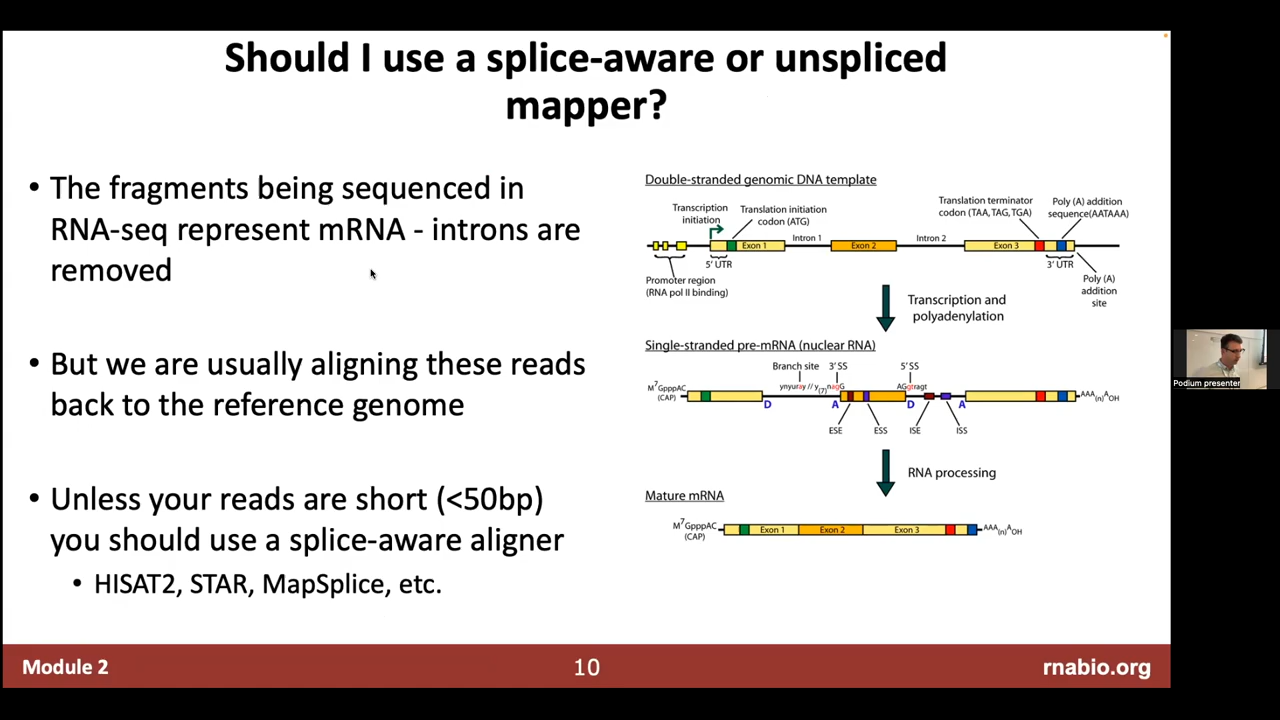 Should I use a splice-aware or unspliced
mapper?
• The fragments being sequenced in
RNA-seq represent mRNA - introns are
removed
• But we are usually aligning these reads
back to the reference genome
• Unless your reads are short (<50bp)
you should use a splice-aware aligner
• HISAT2, STAR, MapSplice, etc.
Double-stranded genomic DNA template
Transcription
initiation
Translation initiation
codon (ATG)
Translation terminator
codon (TAA, TAG, TGA)
Poly (A) addition
sequence(AATAAA)
Exon 1
Intron 1
Exon 2
Intron 2
Exon 3
5' UTR
3' UTR
Promoter region
(RNA pol II binding)
Poly (A)
addition
site
Transcription and
polyadenylation
Single-stranded pre-mRNA (nuclear RNA)
Branch site
3' SS
5' SS
M7GpppAC
(CAP)
ynyuray // y(7)nagG
AGgtragt
AAA(n)AOH
D
A
D
A
ESE
ESS
ISE
ISS
RNA processing
Mature mRNA
M7GpppAC
(CAP)
Exon 1
Exon 2
Exon 3
AAA(n)AOH
Podium presenter
Module 2
10
rnabio.org